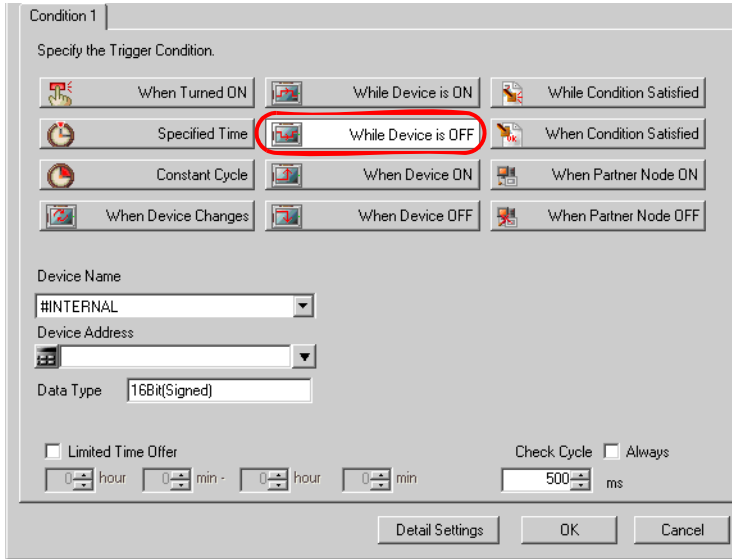 Condition 1
Specify the Trigger Condition.
When Turned ON While Device is ON While Condition Satisfied
Specified Time While Device is OFF When Condition Satisfied
Constant Cycle When Device ON When Partner Node ON
When Device Changes When Device OFF When Partner Node OFF
Device Name
#INTERNAL
Device Address
Data Type 16Bit(Signed)
Limited Time Offer Check Cycle Always
0 hour 0 min - 0 hour 0 min 500 ms
Detail Settings OK Cancel